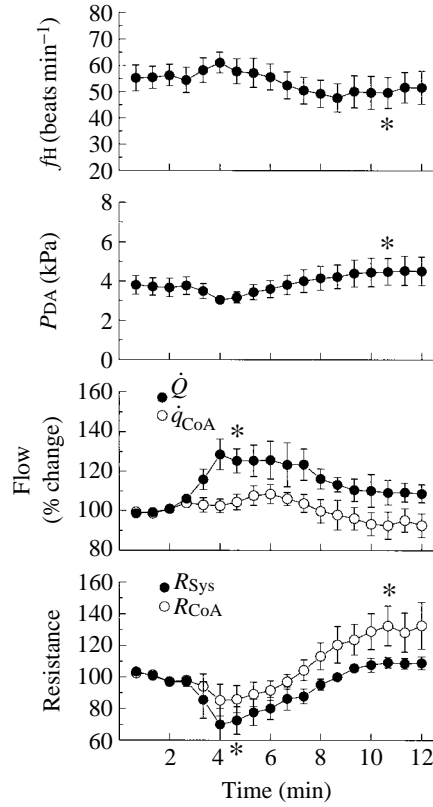 80
70
60
50
40
30
20
fH (beats min−1)
*
8
6
4
2
0
PDA (kPa)
*
160
140
120
100
80
Flow
(% change)
Q̇
q̇CoA
*
160
140
120
100
80
60
Resistance
RSys
RCoA
*
*
2 4 6 8 10 12
Time (min)